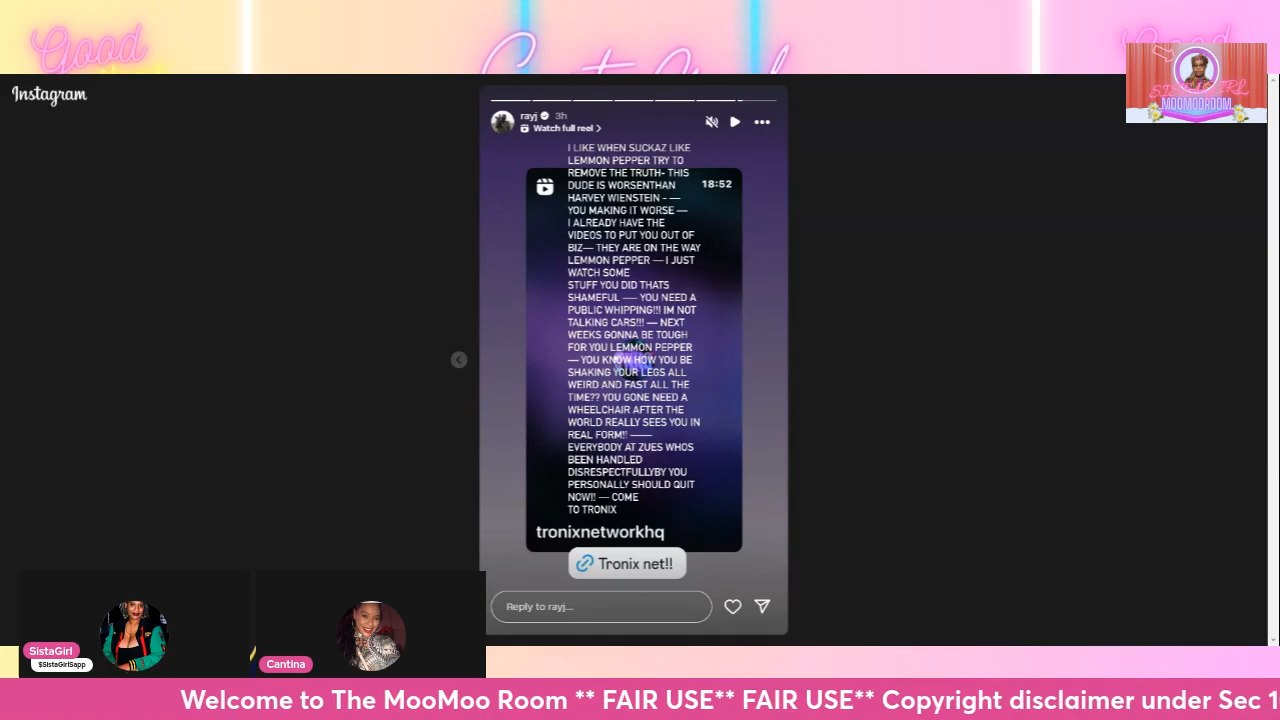 Good
Instagram
rayj 3h
Watch full reel >
I LIKE WHEN SUCKAZ LIKE
LEMMON PEPPER TRY TO
REMOVE THE TRUTH- THIS
DUDE IS WORSENTHAN
HARVEY WIENSTEIN - —
YOU MAKING IT WORSE —
I ALREADY HAVE THE
VIDEOS TO PUT YOU OUT OF
BIZ— THEY ARE ON THE WAY
LEMMON PEPPER — I JUST
WATCH SOME
STUFF YOU DID THATS
SHAMEFUL —– YOU NEED A
PUBLIC WHIPPING!!! IM NOT
TALKING CARS!!! — NEXT
WEEKS GONNA BE TOUGH
FOR YOU LEMMON PEPPER
— YOU KNOW HOW YOU BE
SHAKING YOUR LEGS ALL
WEIRD AND FAST ALL THE
TIME?? YOU GONE NEED A
WHEELCHAIR AFTER THE
WORLD REALLY SEES YOU IN
REAL FORM!! —–
EVERYBODY AT ZUES WHOS
BEEN HANDLED
DISRESPECTFULLYBY YOU
PERSONALLY SHOULD QUIT
NOW!! — COME
TO TRONIX
18:52
tronixnetworkhq
Tronix net!!
Reply to rayj...
SISTAGIRL
MOOMOOROOM
SistaGirl
$SistaGirlsapp
Cantina
Welcome to The MooMoo Room ** FAIR USE** FAIR USE** Copyright disclaimer under Sec 1